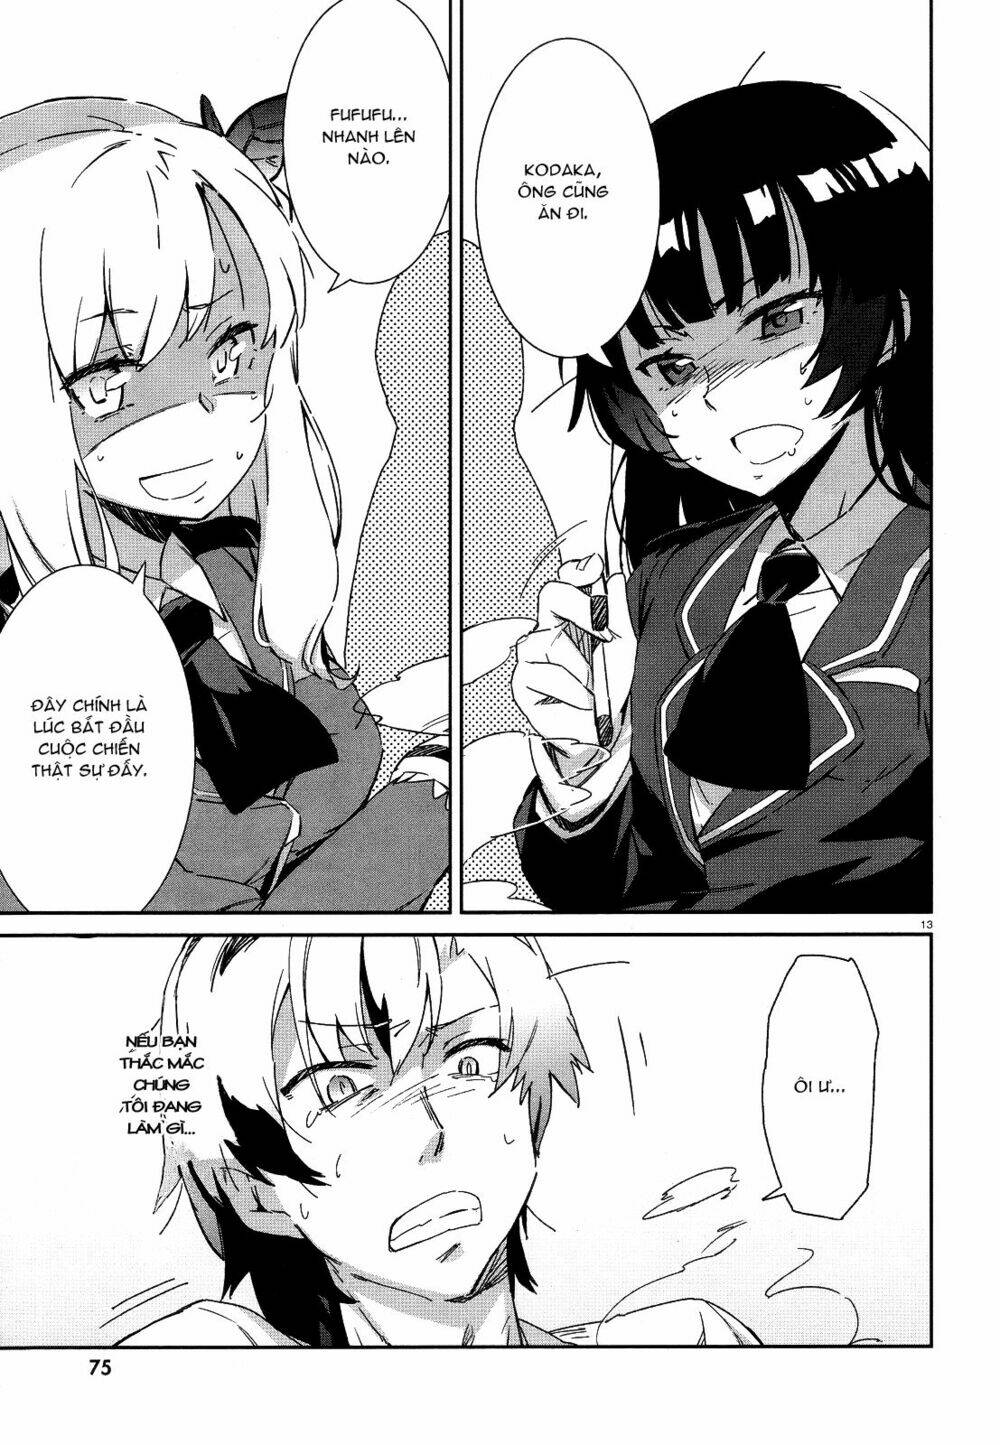 KODAKA,
ÔNG CŨNG
ĂN ĐI.
FUFUFU...
NHANH LÊN
NÀO.
ĐÂY CHÍNH LÀ
LÚC BẮT ĐẦU
CUỘC CHIẾN
THẬT SỰ ĐẤY.
13
ÔI Ư...
NẾU BẠN
THẮC MẮC
CHÚNG
TÔI ĐANG
LÀM GÌ...
75